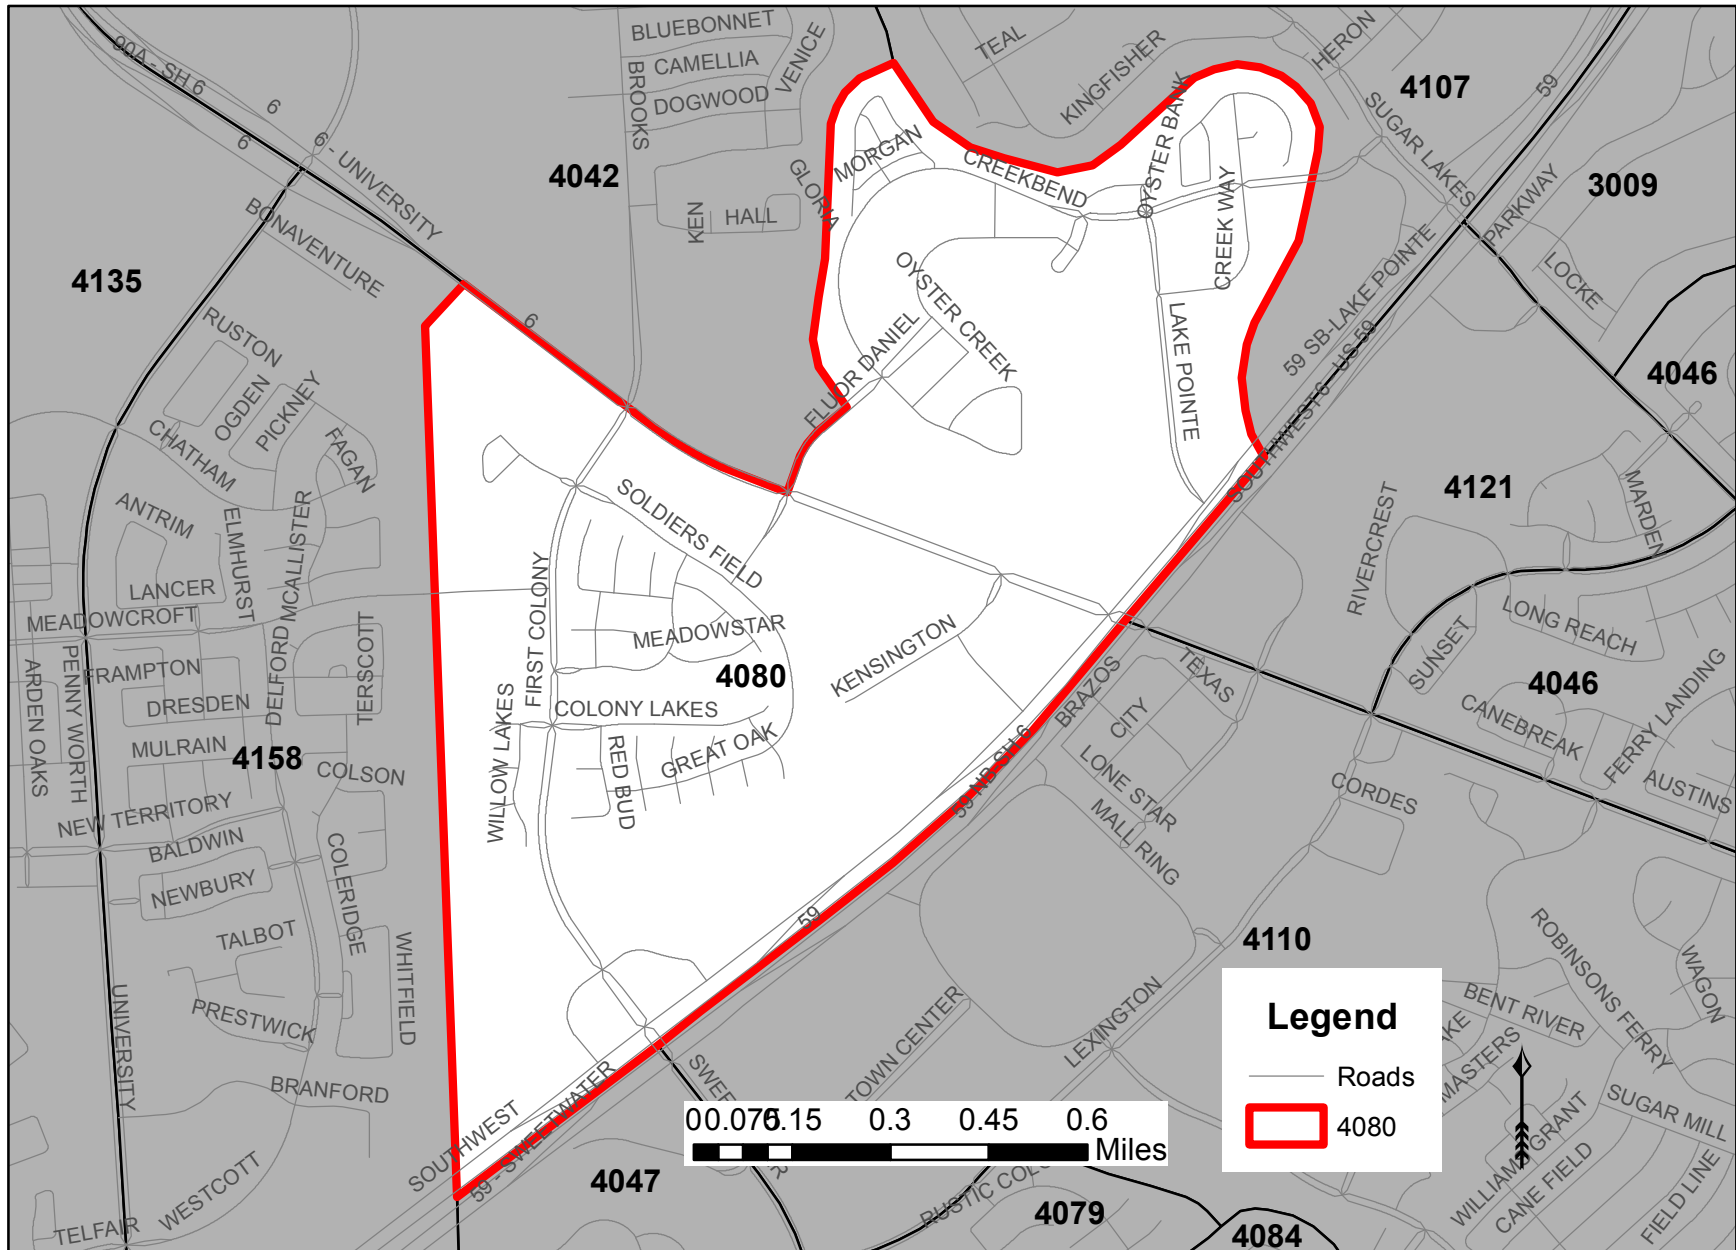 BLUEBONNET
CAMELLIA
DOGWOOD
VENICE
BROOKS
TEAL
KINGFISHER
HERON
4107
59
90A - SH 6
6
6
6 - UNIVERSITY
4042
KEN
HALL
GLORIA
MORGAN
CREEKBEND
OYSTER BANK
CREEK WAY
SUGAR LAKES
PARKWAY
3009
LOCKE
4135
BONAVENTURE
6
OYSTER CREEK
FLUOR DANIEL
LAKE POINTE
59 SB-LAKE POINTE
SOUTHWEST 6 - US 59
4046
RUSTON
OGDEN
PICKNEY
FAGAN
CHATHAM
ANTRIM
ELMHURST
MCALLISTER
LANCER
MEADOWCROFT
SOLDIERS FIELD
FIRST COLONY
MEADOWSTAR
4080
KENSINGTON
4121
MARDEN
RIVERCREST
LONG REACH
SUNSET
4046
CANEBREAK
FERRY LANDING
AUSTINS
ARDEN OAKS
PENNY WORTH
FRAMPTON
DRESDEN
MULRAIN
DELFORD
TERSCOTT
4158
COLSON
NEW TERRITORY
BALDWIN
NEWBURY
COLERIDGE
TALBOT
WHITFIELD
PRESTWICK
UNIVERSITY
BRANFORD
WESTCOTT
TELFAIR
WILLOW LAKES
COLONY LAKES
RED BUD
GREAT OAK
59 NB-SH 6
BRAZOS
TEXAS
CITY
LONE STAR
MALL RING
CORDES
59
4110
ROBINSONS FERRY
WAGON
BENT RIVER
MASTERS
SUGAR MILL
WILLIAMS GRANT
CANE FIELD
FIELD LINE
LEXINGTON
TOWN CENTER
SOUTHWEST
59 - SWEETWATER
4047
RUSTIC
4079
4084
Legend
Roads
4080
0 0.075 0.15 0.3 0.45 0.6
Miles